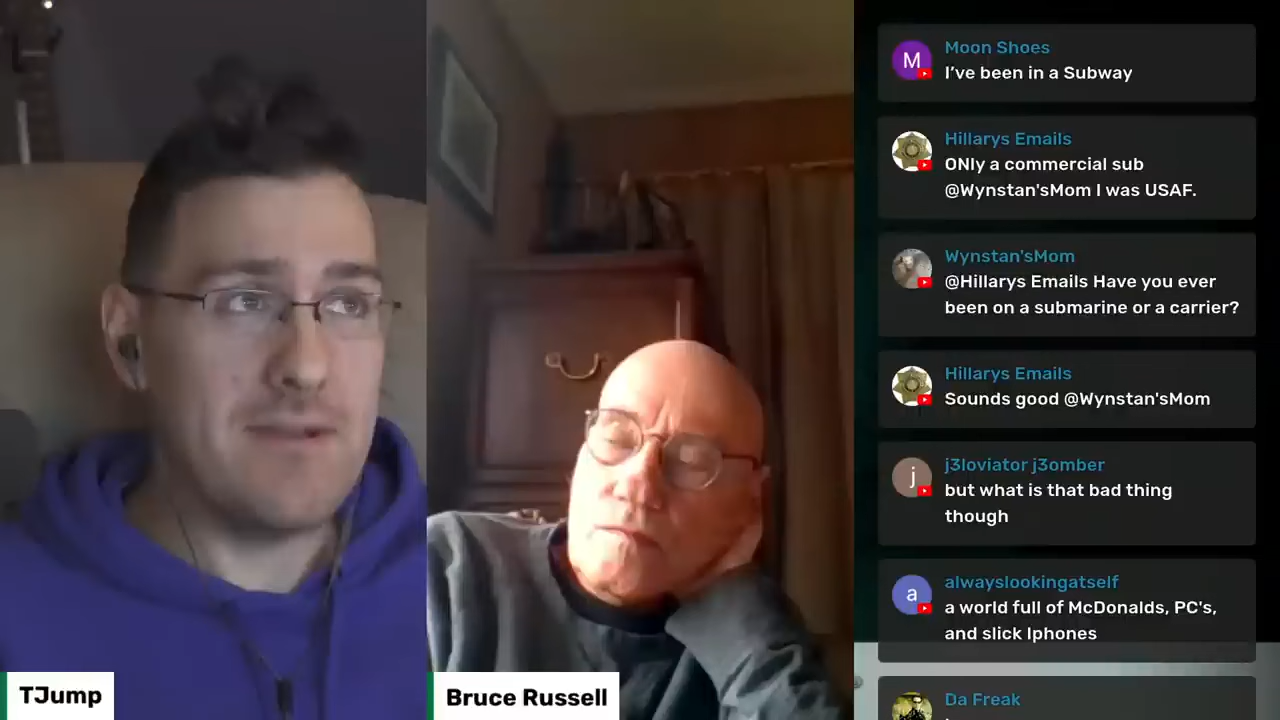 Moon Shoes
M
I've been in a Subway
Hillarys Emails
ONly a commercial sub
@Wynstan'sMom I was USAF.
Wynstan'sMom
@Hillarys Emails Have you ever
been on a submarine or a carrier?
Hillarys Emails
Sounds good @Wynstan'sMom
j3loviator j3omber
j
but what is that bad thing
though
alwayslookingatself
a
a world full of McDonalds, PC's,
and slick Iphones
Da Freak
TJump
Bruce Russell